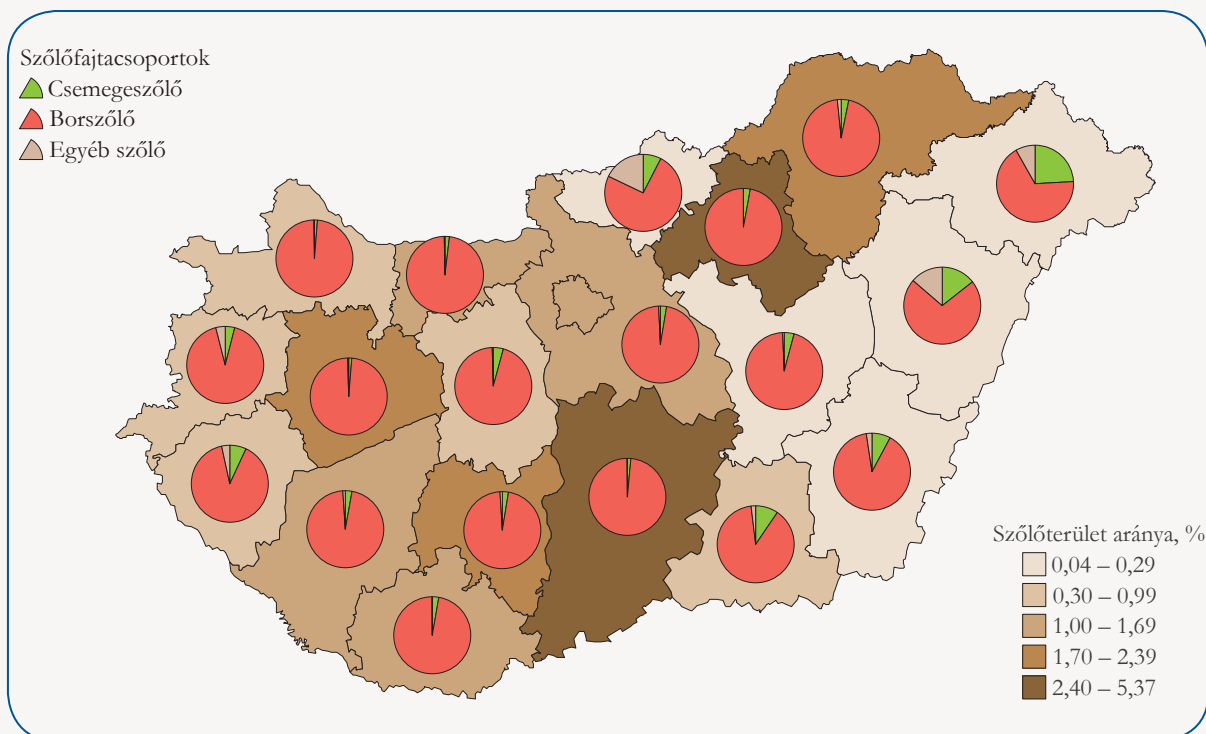 Szőlőfajtacsoportok
Csemegeszőlő
Borszőlő
Egyéb szőlő
Szőlőterület aránya, %
0,04 – 0,29
0,30 – 0,99
1,00 – 1,69
1,70 – 2,39
2,40 – 5,37